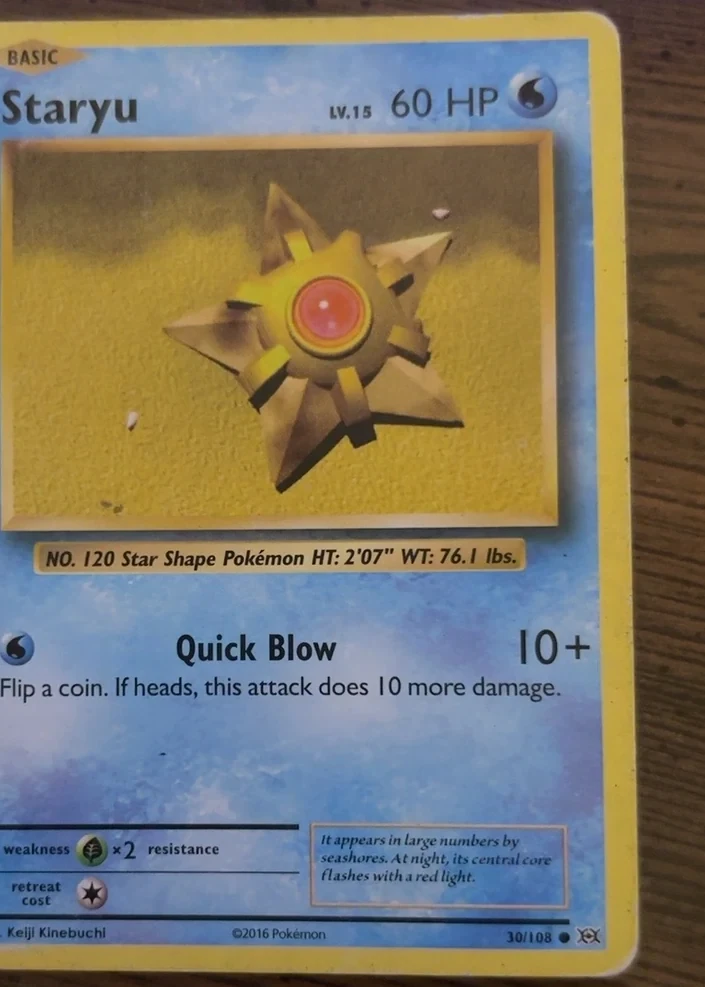 BASIC
Staryu LV.15 60 HP
NO. 120 Star Shape Pokémon HT: 2'07" WT: 76.1 lbs.
Quick Blow 10+
Flip a coin. If heads, this attack does 10 more damage.
weakness ×2 resistance
retreat
cost
It appears in large numbers by
seashores. At night, its central core
flashes with a red light.
. Keiji Kinebuchi ©2016 Pokémon 30/108